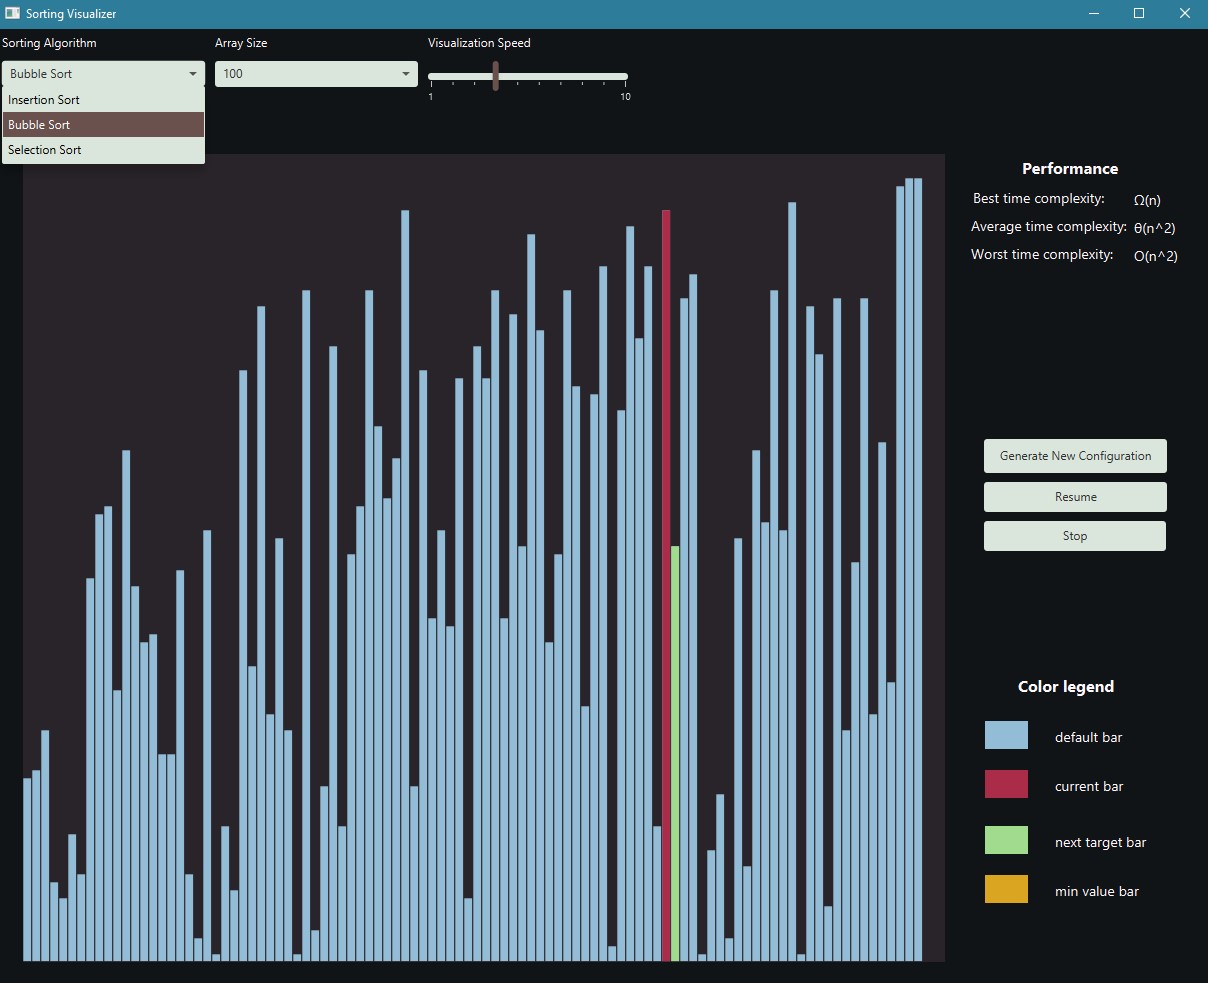 Sorting Visualizer
Sorting Algorithm
Array Size
Visualization Speed
Bubble Sort
100
1
10
Insertion Sort
Bubble Sort
Selection Sort
Performance
Best time complexity: Ω(n)
Average time complexity: θ(n^2)
Worst time complexity: O(n^2)
Generate New Configuration
Resume
Stop
Color legend
default bar
current bar
next target bar
min value bar